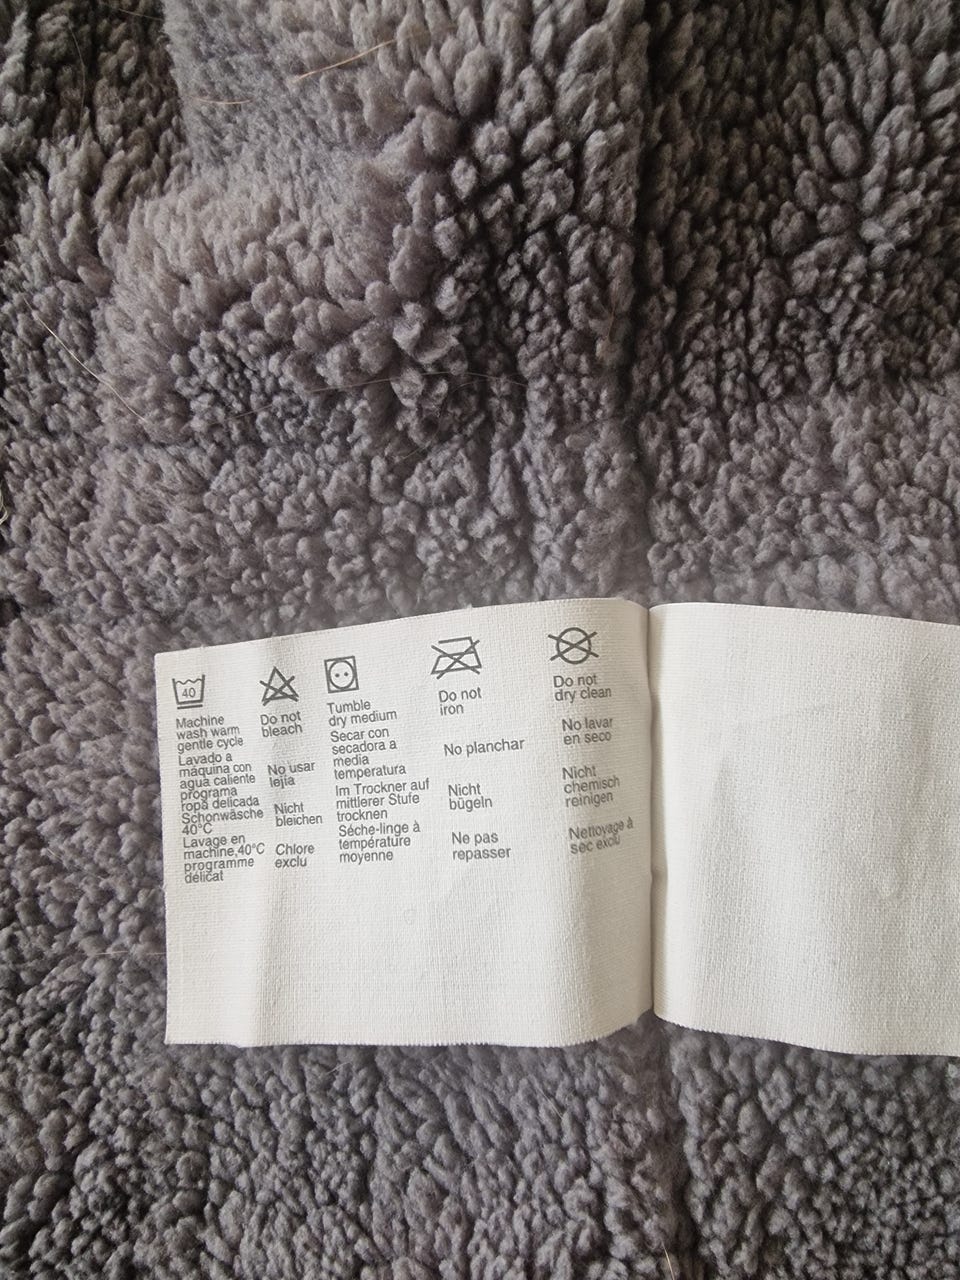 40
Machine
wash warm
gentle cycle
Lavado a
máquina con
agua caliente
programa
ropa delicada
Schonwäsche
40°C
Lavage en
machine,40°C
programme
délicat
Do not
bleach
No usar
lejía
Nicht
bleichen
Chlore
exclu
Tumble
dry medium
Secar con
secadora a
media
temperatura
Im Trockner auf
mittlerer Stufe
trocknen
Séche-linge à
température
moyenne
Do not
iron
No planchar
Nicht
bügeln
Ne pas
repasser
Do not
dry clean
No lavar
en seco
Nicht
chemisch
reinigen
Nettoyage à
sec exclu